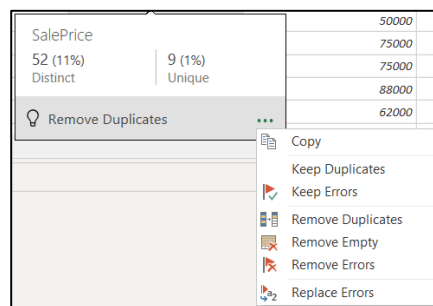 SalePrice
52 (11%)
Distinct
9 (1%)
Unique
Remove Duplicates
50000
75000
75000
88000
62000
Copy
Keep Duplicates
Keep Errors
Remove Duplicates
Remove Empty
Remove Errors
Replace Errors